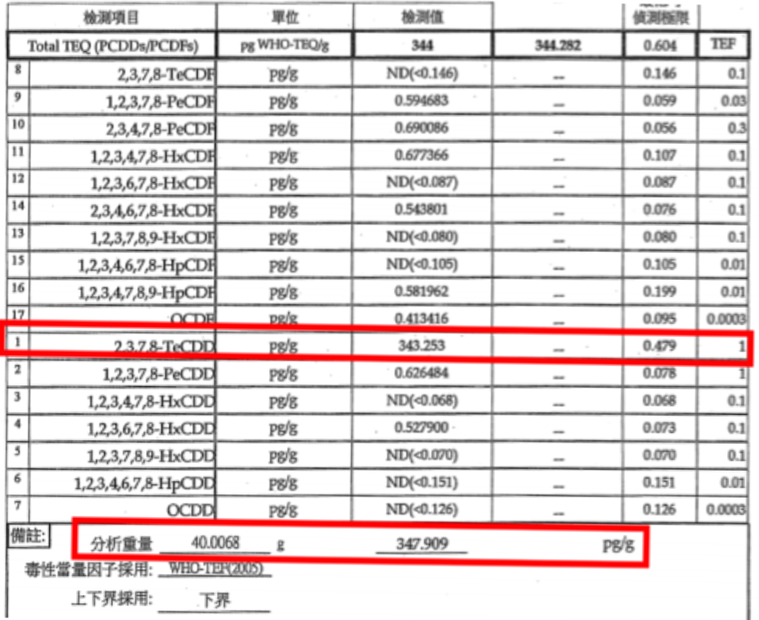 檢測項目 單位 檢測值 偵測極限
Total TEQ (PCDDs/PCDFs) pg WHO-TEQ/g 344 344.282 0.604 TEF
8 2,3,7,8-TeCDF pg/g ND(<0.146) — 0.146 0.1
9 1,2,3,7,8-PeCDF pg/g 0.594683 — 0.059 0.03
10 2,3,4,7,8-PeCDF pg/g 0.690086 — 0.056 0.3
11 1,2,3,4,7,8-HxCDF pg/g 0.677366 — 0.107 0.1
12 1,2,3,6,7,8-HxCDF pg/g ND(<0.087) — 0.087 0.1
14 2,3,4,6,7,8-HxCDF pg/g 0.543801 — 0.076 0.1
13 1,2,3,7,8,9-HxCDF pg/g ND(<0.080) — 0.080 0.1
15 1,2,3,4,6,7,8-HpCDF pg/g ND(<0.105) — 0.105 0.01
16 1,2,3,4,7,8,9-HpCDF pg/g 0.581962 — 0.199 0.01
17 OCDF pg/g 0.413416 — 0.095 0.0003
1 2,3,7,8-TeCDD pg/g 343.253 — 0.479 1
2 1,2,3,7,8-PeCDD pg/g 0.626484 — 0.078 1
3 1,2,3,4,7,8-HxCDD pg/g ND(<0.068) — 0.068 0.1
4 1,2,3,6,7,8-HxCDD pg/g 0.527900 — 0.073 0.1
5 1,2,3,7,8,9-HxCDD pg/g ND(<0.070) — 0.070 0.1
6 1,2,3,4,6,7,8-HpCDD pg/g ND(<0.151) — 0.151 0.01
7 OCDD pg/g ND(<0.126) — 0.126 0.0003
備註:
分析重量 40.0068 g 347.909 pg/g
毒性當量因子採用: WHO-TEF(2005)
上下界採用: 下界